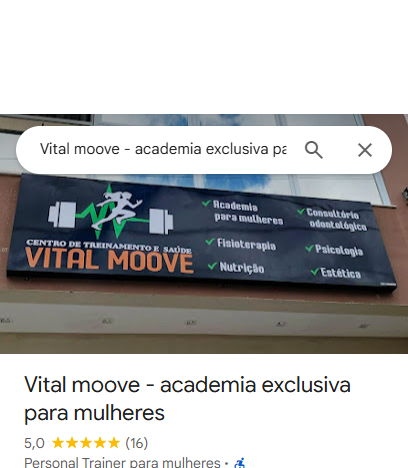 Vital moove - academia exclusiva pa
CENTRO DE TREINAMENTO E SAÚDE
VITAL MOOVE
Academia
para mulheres
Fisioterapia
Nutrição
Consultório
odontológico
Psicologia
Estética
Vital moove - academia exclusiva
para mulheres
5,0 (16)
Personal Trainer para mulheres ·